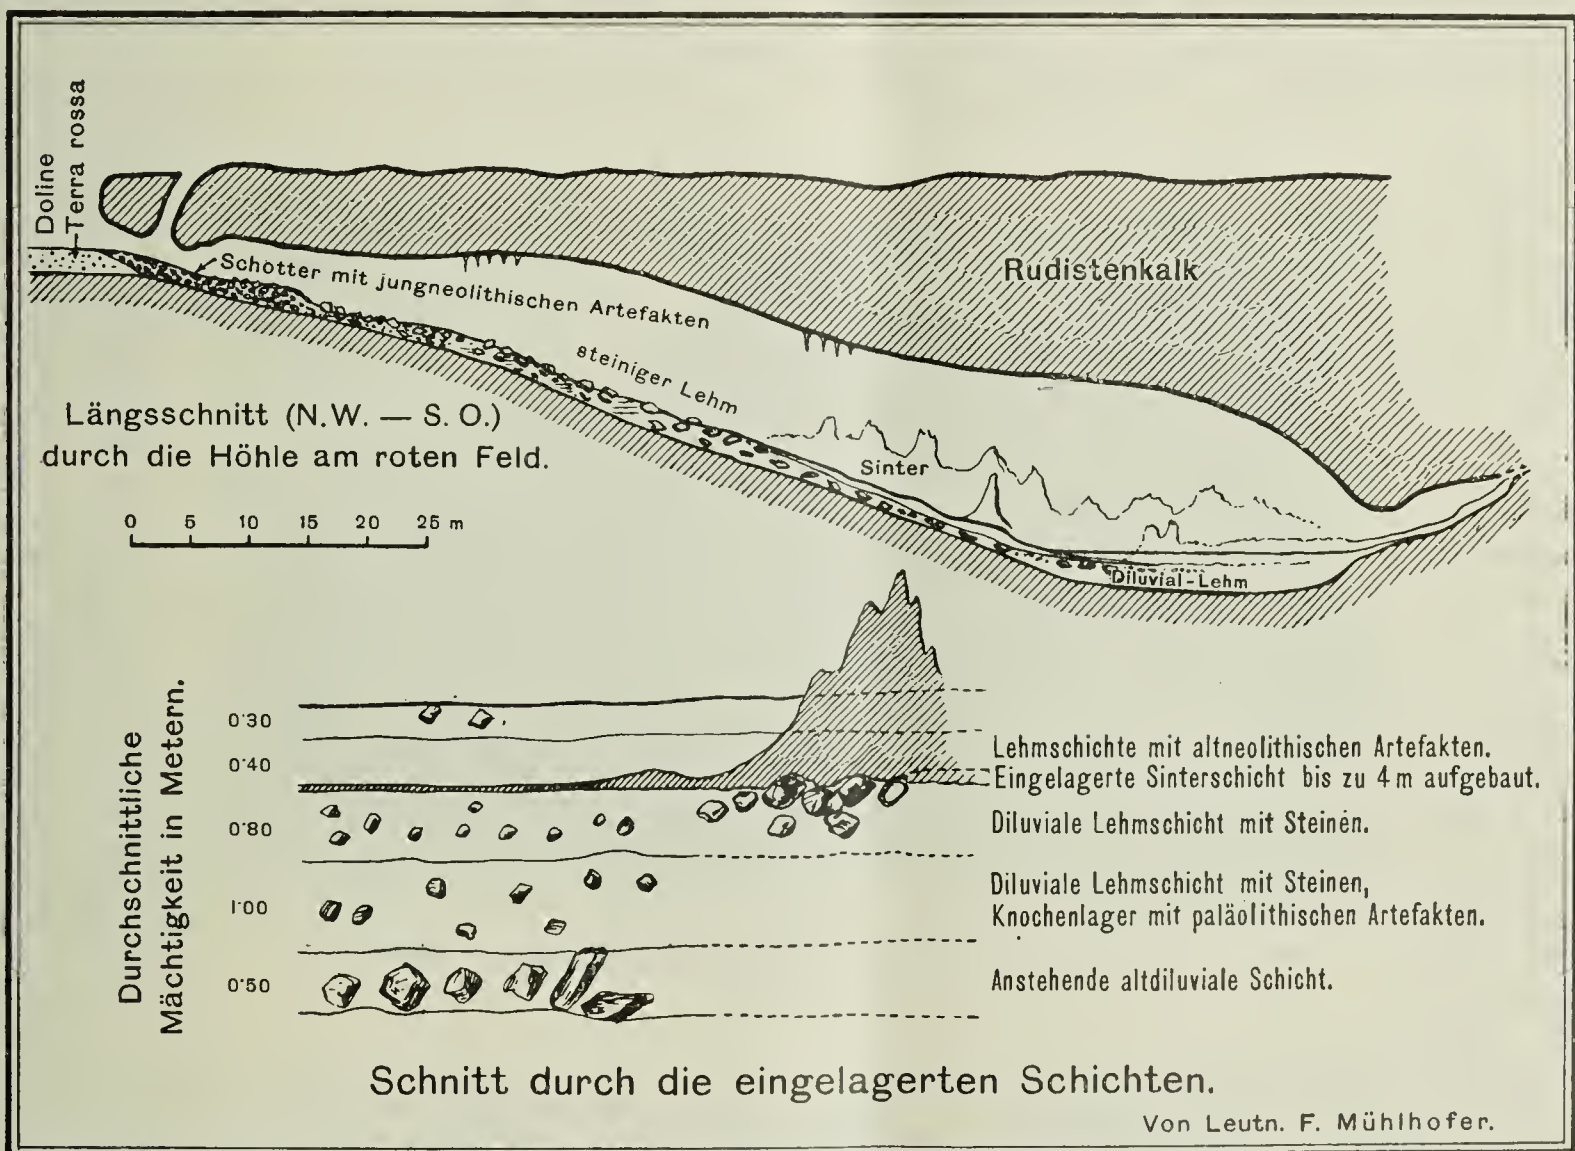 Doline
Terra rossa
Schotter mit jungneolithischen Artefakten
Rudistenkalk
steiniger Lehm
Längsschnitt (N.W. — S.O.)
durch die Höhle am roten Feld.
Sinter
0 5 10 15 20 25 m
Diluvial-Lehm
Durchschnittliche
Mächtigkeit in Metern.
0·30
0·40
0·80
1·00
0·50
Lehmschichte mit altneolithischen Artefakten.
Eingelagerte Sinterschicht bis zu 4 m aufgebaut.
Diluviale Lehmschicht mit Steinen.
Diluviale Lehmschicht mit Steinen,
Knochenlager mit paläolithischen Artefakten.
Anstehende altdiluviale Schicht.
Schnitt durch die eingelagerten Schichten.
Von Leutn. F. Mühlhofer.